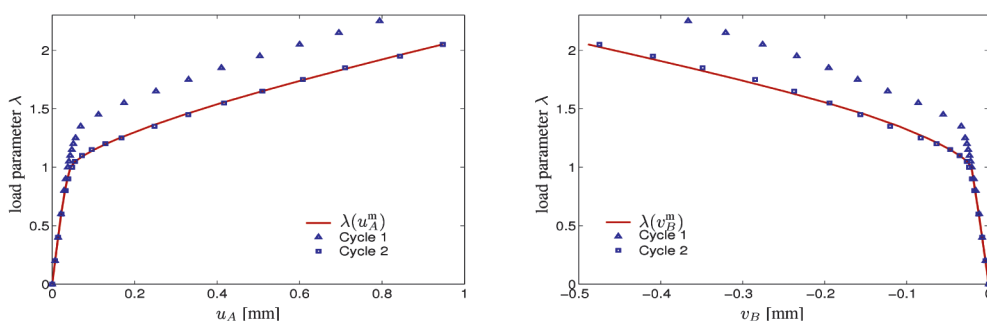 load parameter λ
2
1.5
1
0.5
0
λ(u_A^m)
Cycle 1
Cycle 2
0 0.2 0.4 0.6 0.8 1
u_A [mm]
load parameter λ
2
1.5
1
0.5
0
λ(v_B^m)
Cycle 1
Cycle 2
−0.5 −0.4 −0.3 −0.2 −0.1 0
v_B [mm]